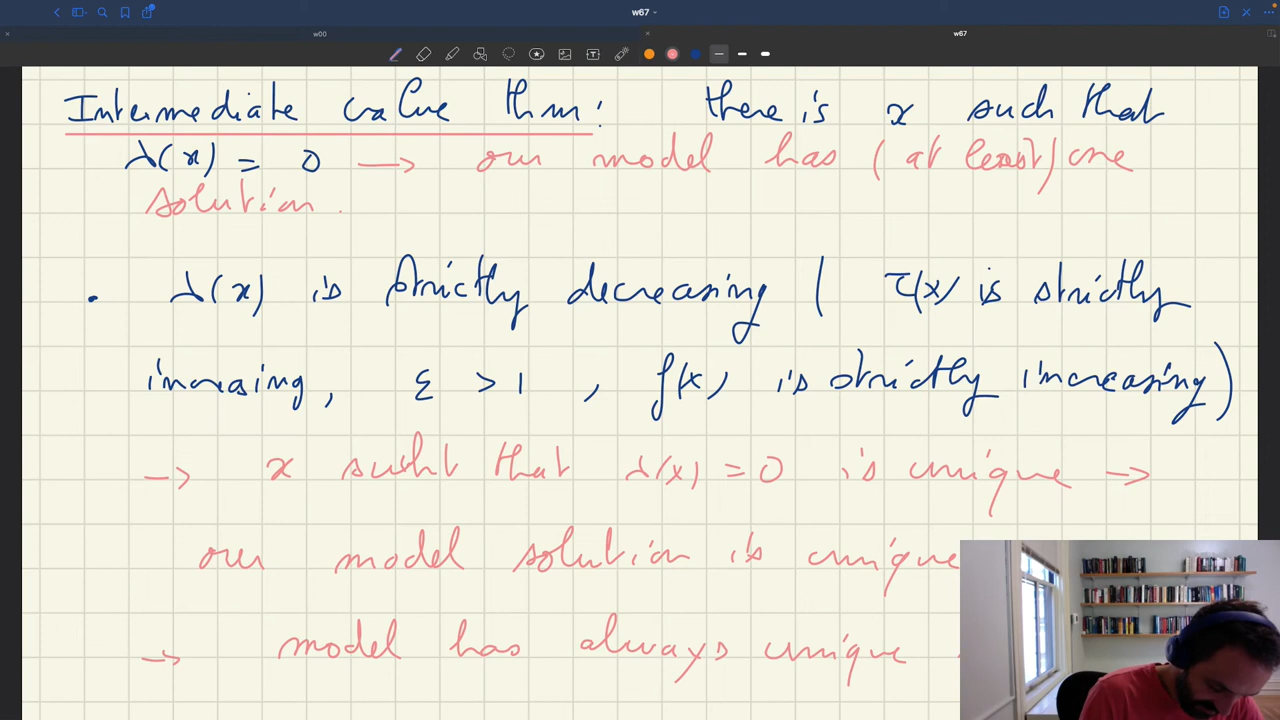 w67
w00
w67
Intermediate value thm: there is x such that
λ(x) = 0 → our model has (at least) one
solution.
• λ(x) is strictly decreasing ( τ(x) is strictly
increasing, ε > 1, f(x) is strictly increasing)
→ x such that λ(x) = 0 is unique →
our model solution is unique
→ model has always unique